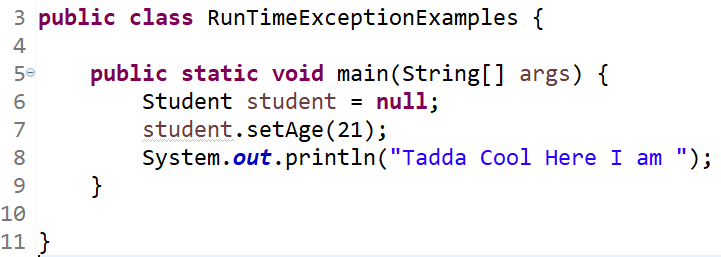 3 public class RunTimeExceptionExamples {
4
5 public static void main(String[] args) {
6 Student student = null;
7 student.setAge(21);
8 System.out.println("Tadda Cool Here I am ");
9 }
10
11 }